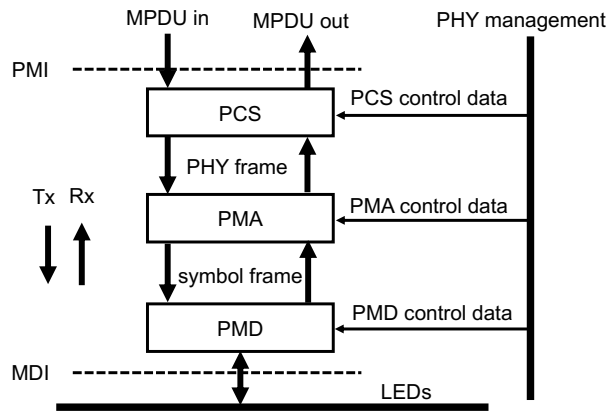 MPDU in
MPDU out
PHY management
PMI
PCS control data
PCS
PHY frame
Tx
Rx
PMA control data
PMA
symbol frame
PMD control data
PMD
MDI
LEDs